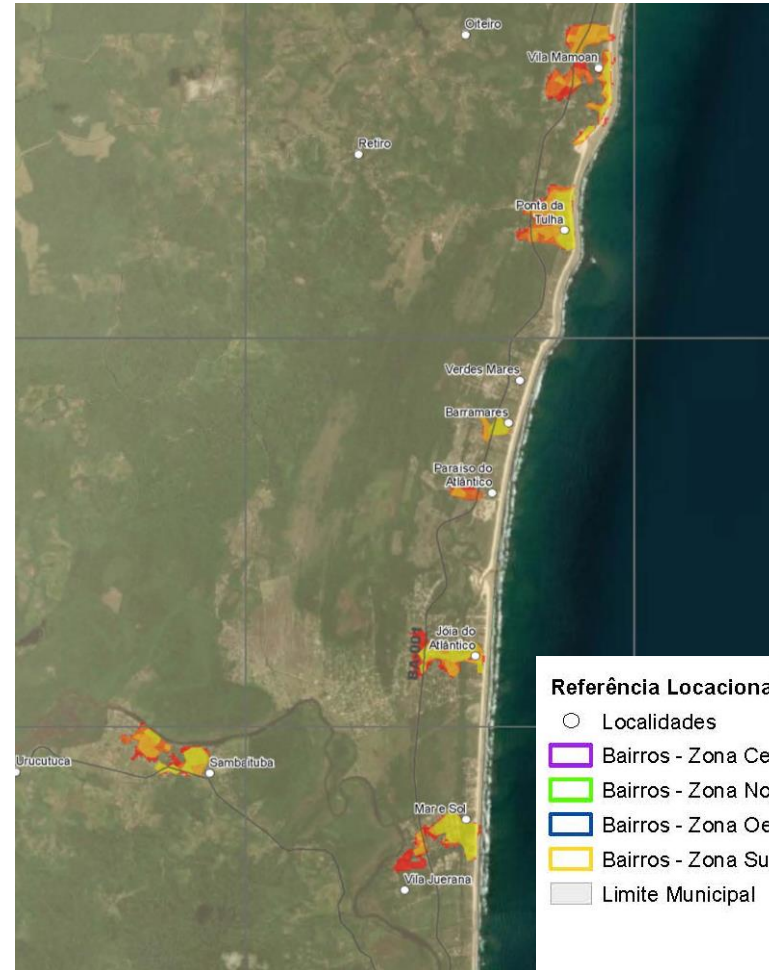 Oiteiro
Vila Mamoan
Retiro
Ponta da
Tulha
Verdes Mares
Barramares
Paraíso do
Atlântico
Jóia do
Atlântico
BA-001
Urucutuca
Sambaituba
Mar e Sol
Vila Juerana
Referência Locaciona
Localidades
Bairros - Zona Ce
Bairros - Zona No
Bairros - Zona Oe
Bairros - Zona Su
Limite Municipal